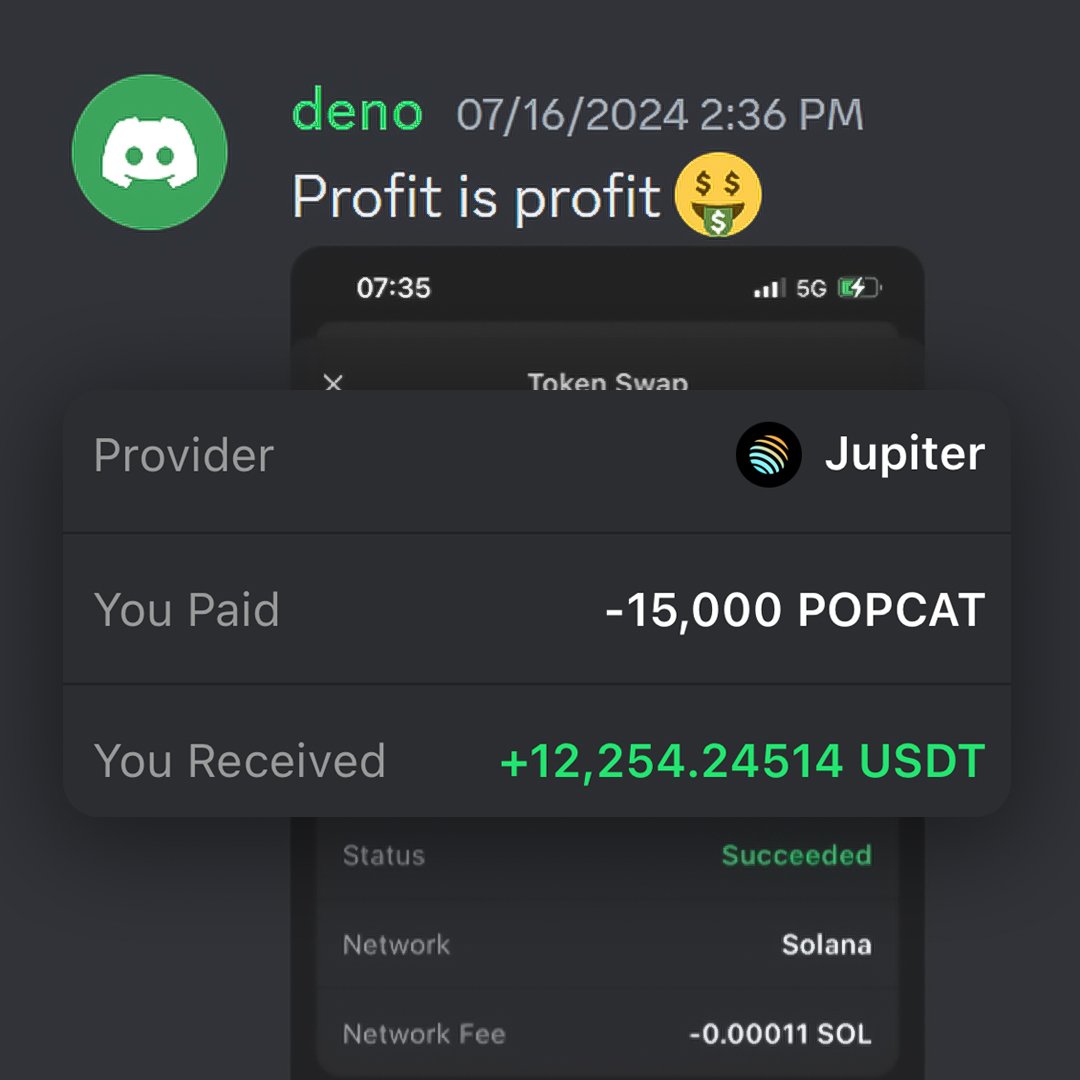 deno 07/16/2024 2:36 PM
Profit is profit 🤑
07:35 5G
× Token Swap
Provider Jupiter
You Paid -15,000 POPCAT
You Received +12,254.24514 USDT
Status Succeeded
Network Solana
Network Fee -0.00011 SOL